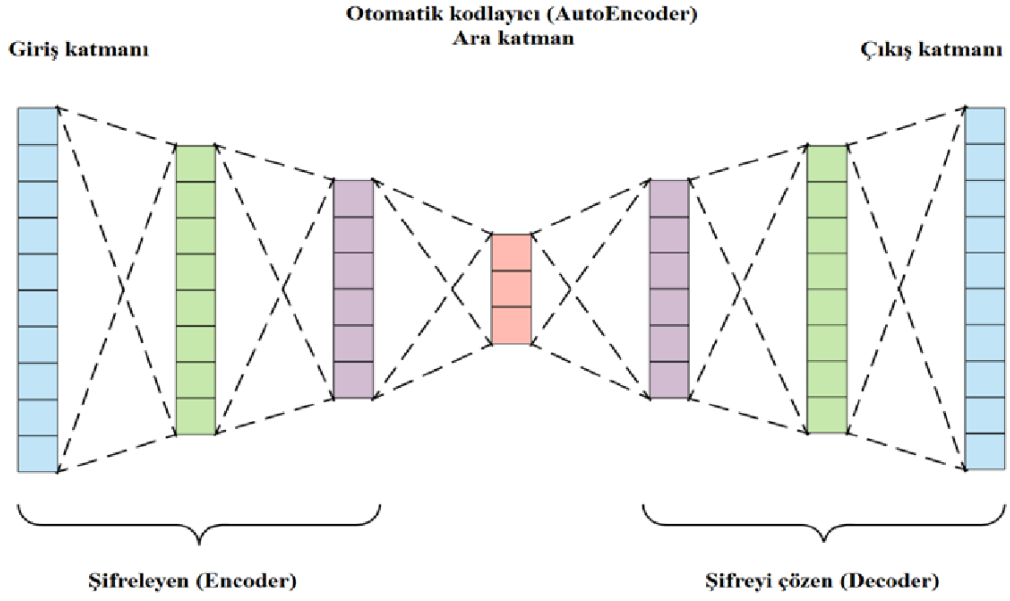 Otomatik kodlayıcı (AutoEncoder)
Ara katman
Giriş katmanı
Çıkış katmanı
Şifreleyen (Encoder)
Şifreyi çözen (Decoder)